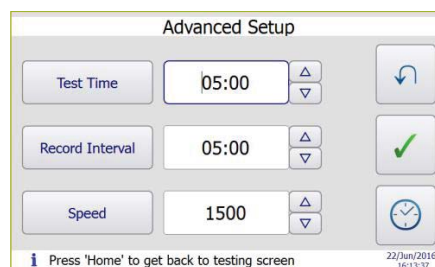 Advanced Setup
Test Time 05:00
Record Interval 05:00
Speed 1500
i Press 'Home' to get back to testing screen
22/Jun/2016
16:13:37